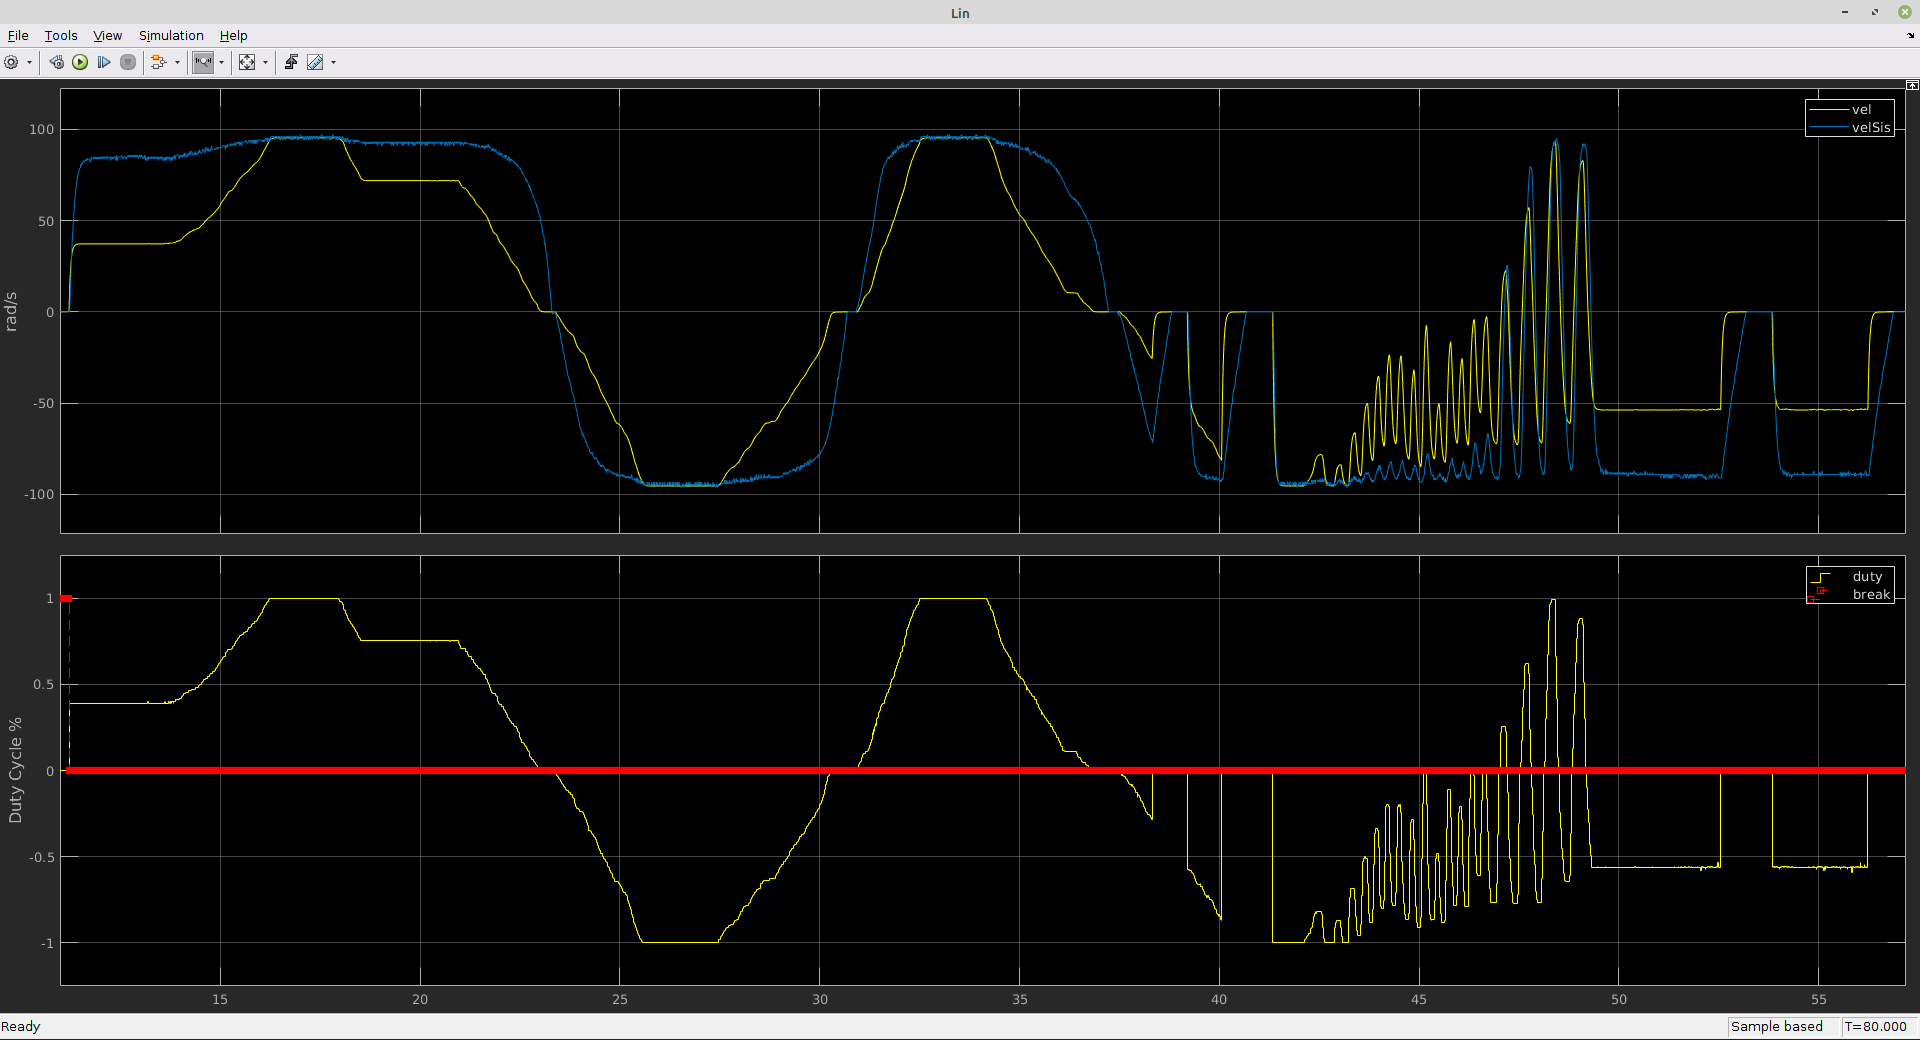 Lin
File Tools View Simulation Help
vel
velSis
100
50
0
-50
-100
rad/s
duty
break
1
0.5
0
-0.5
-1
Duty Cycle %
15 20 25 30 35 40 45 50 55
Ready
Sample based T=80.000